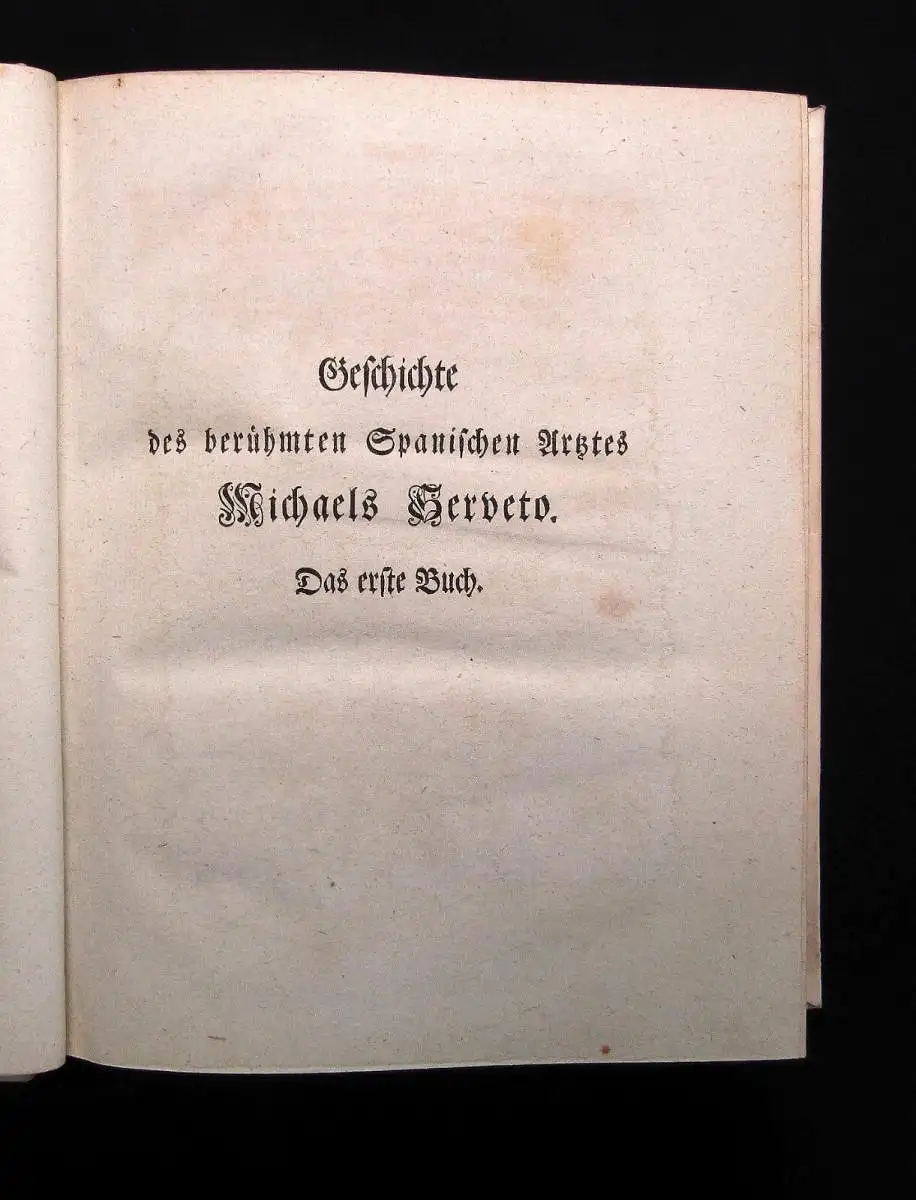 Geſchichte
des berühmten Spaniſchen Artztes
Michaels Serveto.
Das erſte Buch.